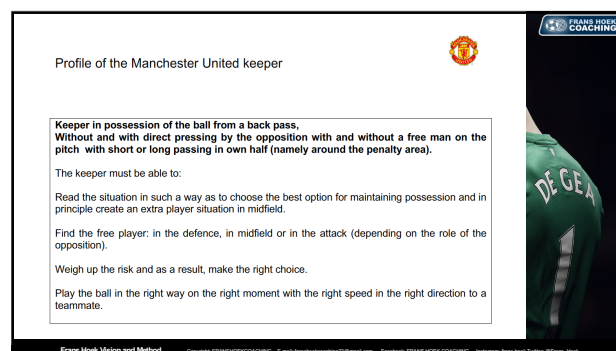 FRANS HOEK
COACHING
Profile of the Manchester United keeper
Keeper in possession of the ball from a back pass,
Without and with direct pressing by the opposition with and without a free man on the
pitch with short or long passing in own half (namely around the penalty area).
The keeper must be able to:
Read the situation in such a way as to choose the best option for maintaining possession and in
principle create an extra player situation in midfield.
Find the free player: in the defence, in midfield or in the attack (depending on the role of the
opposition).
Weigh up the risk and as a result, make the right choice.
Play the ball in the right way on the right moment with the right speed in the right direction to a
teammate.
DE GEA
1
Frans Hoek Vision and Method